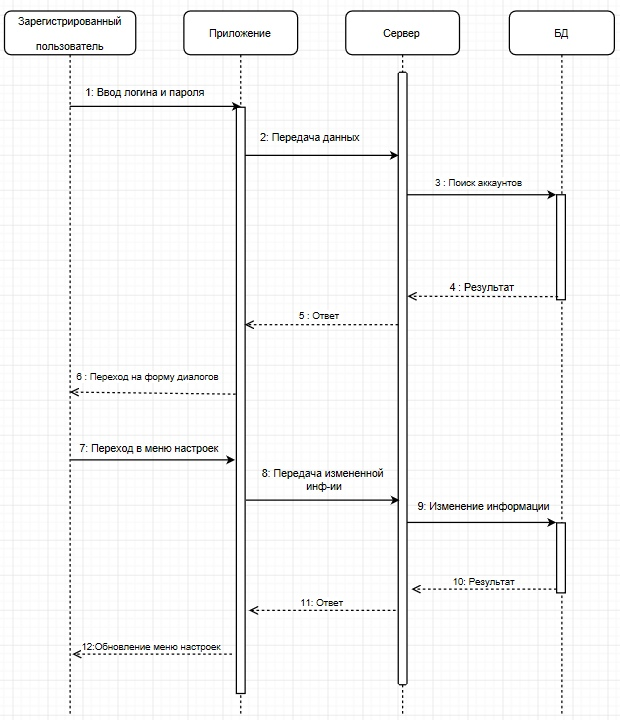 Зарегистрированный
пользователь
Приложение
Сервер
БД
1: Ввод логина и пароля
2: Передача данных
3 : Поиск аккаунтов
4 : Результат
5 : Ответ
6 : Переход на форму диалогов
7: Переход в меню настроек
8: Передача измененной
инф-ии
9: Изменение информации
10: Результат
11: Ответ
12:Обновление меню настроек